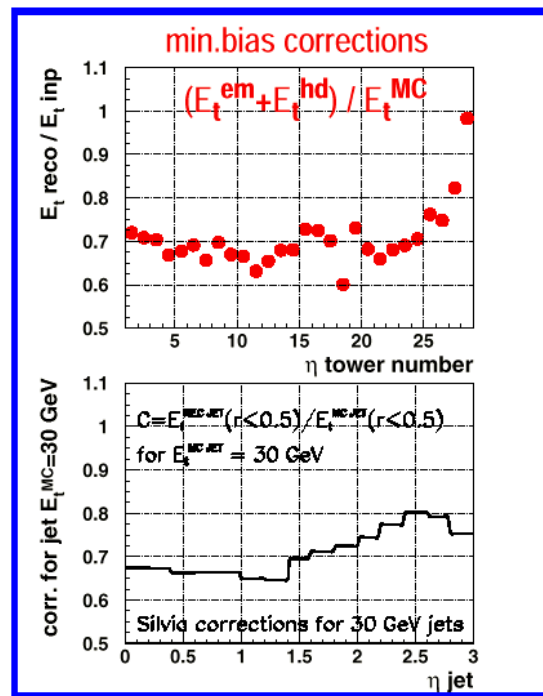 min.bias corrections
(E_t^em+E_t^hd) / E_t^MC
E_t reco / E_t inp
1.1
1
0.9
0.8
0.7
0.6
0.5
5 10 15 20 25
η tower number
corr. for jet E_t^MC=30 GeV
1.1
1
0.9
0.8
0.7
0.6
0.5
C=E_t^REC JET(r<0.5)/E_t^MC JET(r<0.5)
for E_t^MC JET = 30 GeV
Silvia corrections for 30 GeV jets
0 0.5 1 1.5 2 2.5 3
η jet